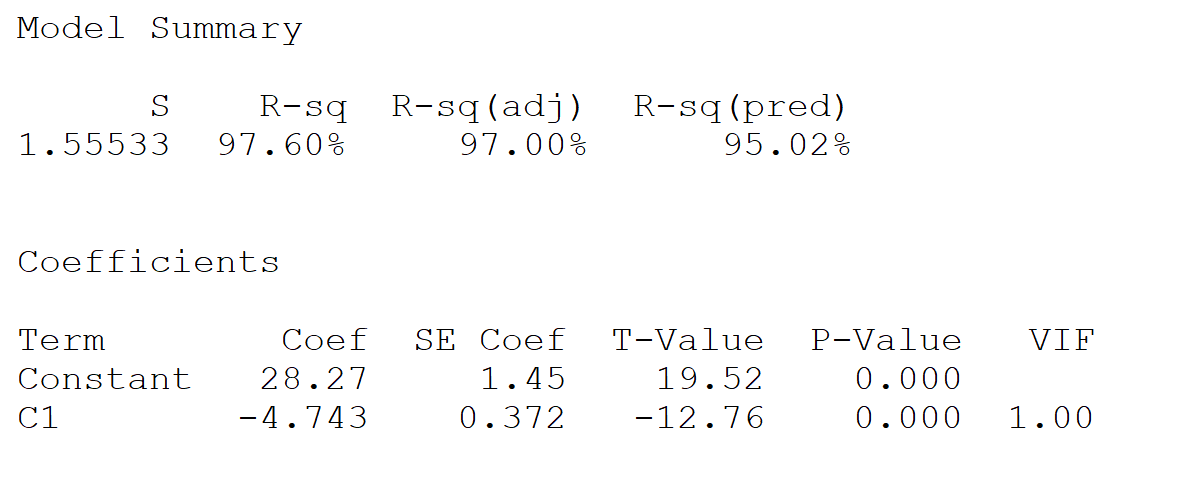 Model Summary
S R-sq R-sq(adj) R-sq(pred)
1.55533 97.60% 97.00% 95.02%
Coefficients
Term Coef SE Coef T-Value P-Value VIF
Constant 28.27 1.45 19.52 0.000
C1 -4.743 0.372 -12.76 0.000 1.00